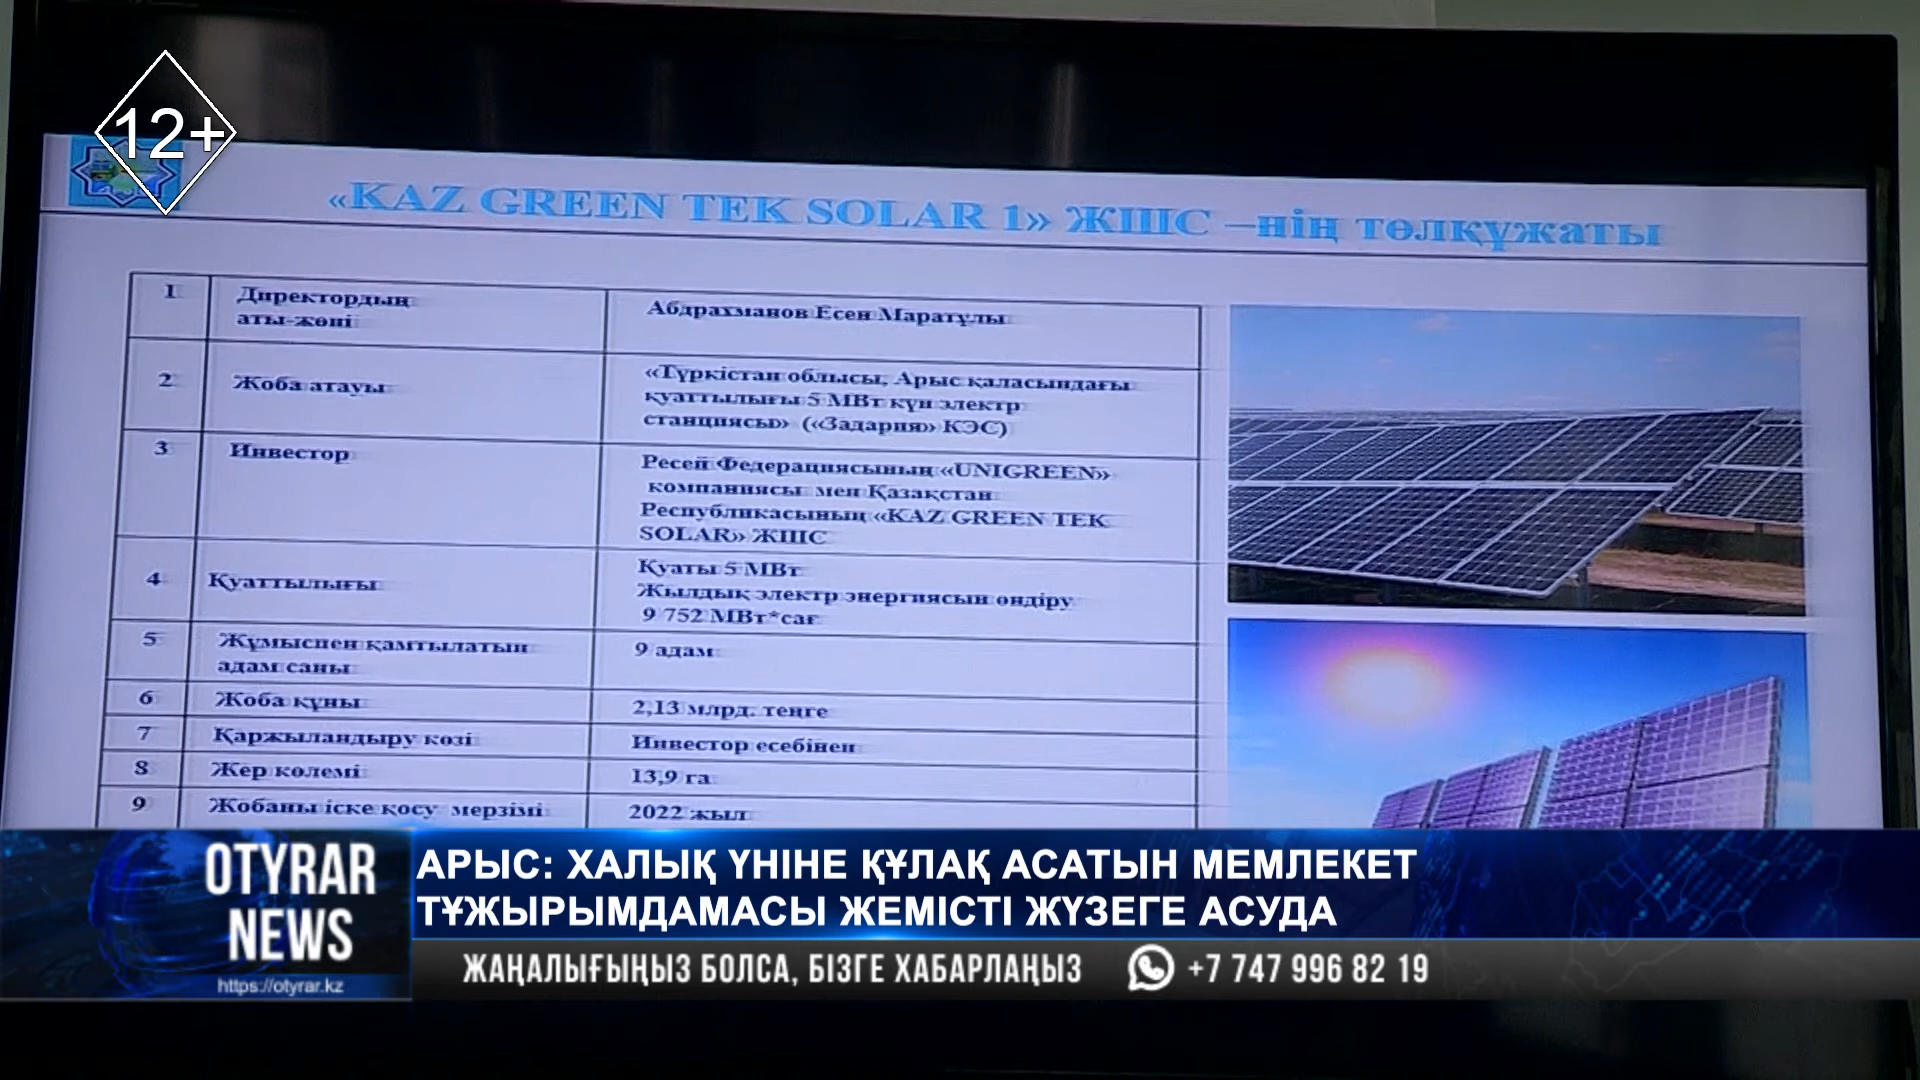 12+
«KAZ GREEN TEK SOLAR 1» ЖШС –нің төлқұжаты
1
Директордың
аты-жөні
Абдрахманов Есен Маратұлы
2
Жоба атауы
«Түркістан облысы, Арыс қаласындағы
қуаттылығы 5 МВт күн электр
станциясы» («Задария» КЭС)
3
Инвестор
Ресей Федерациясының «UNIGREEN»
компаниясы мен Қазақстан
Республикасының «KAZ GREEN TEK
SOLAR» ЖШС
4
Қуаттылығы
Қуаты 5 МВт
Жылдық электр энергиясын өндіру
9 752 МВт*сағ
5
Жұмыспен қамтылатын
адам саны
9 адам
6
Жоба құны
2,13 млрд. теңге
7
Қаржыландыру көзі
Инвестор есебінен
8
Жер көлемі
13,9 га
9
Жобаны іске қосу мерзімі
2022 жыл
OTYRAR
NEWS
https://otyrar.kz
АРЫС: ХАЛЫҚ ҮНІНЕ ҚҰЛАҚ АСАТЫН МЕМЛЕКЕТ
ТҰЖЫРЫМДАМАСЫ ЖЕМІСТІ ЖҮЗЕГЕ АСУДА
ЖАҢАЛЫҒЫҢЫЗ БОЛСА, БІЗГЕ ХАБАРЛАҢЫЗ +7 747 996 82 19